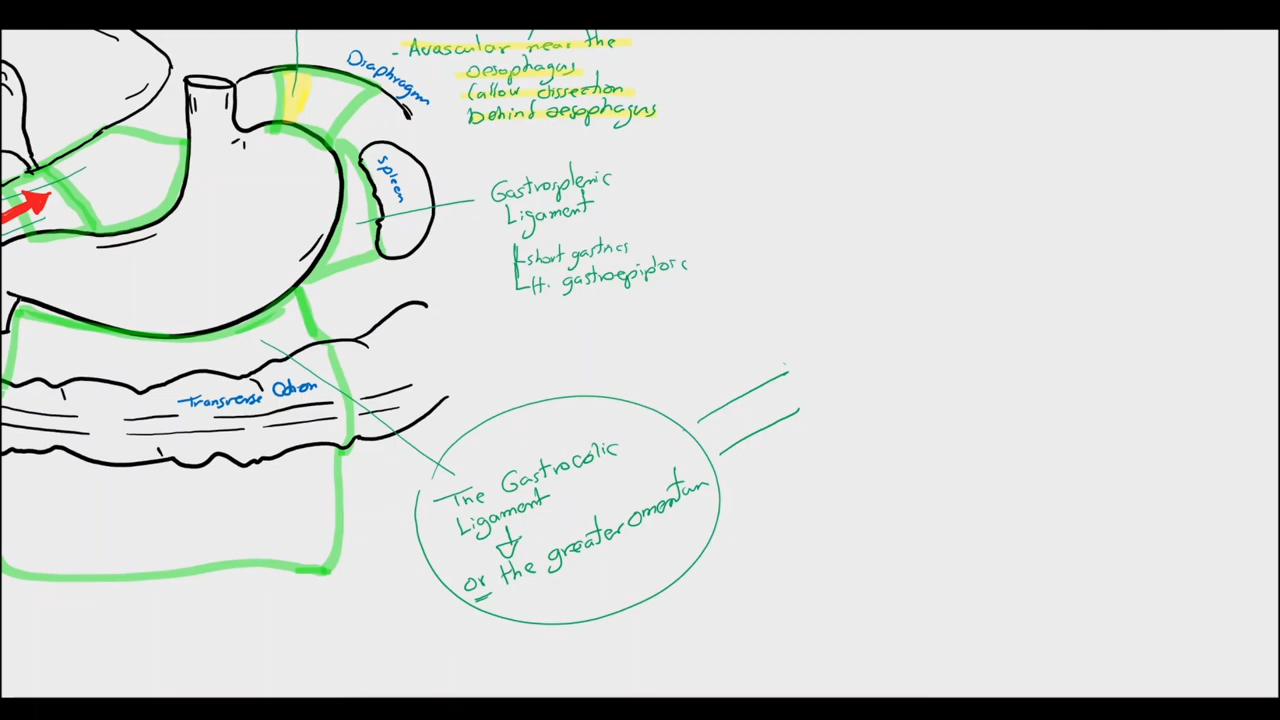 - Avascular near the
oesophagus
(allow dissection
behind oesophagus
Diaphragm
spleen
Gastrosplenic
Ligament
short gastrics
gastroepiploic
Transverse Colon
The Gastrocolic
Ligament
or the greater omentum